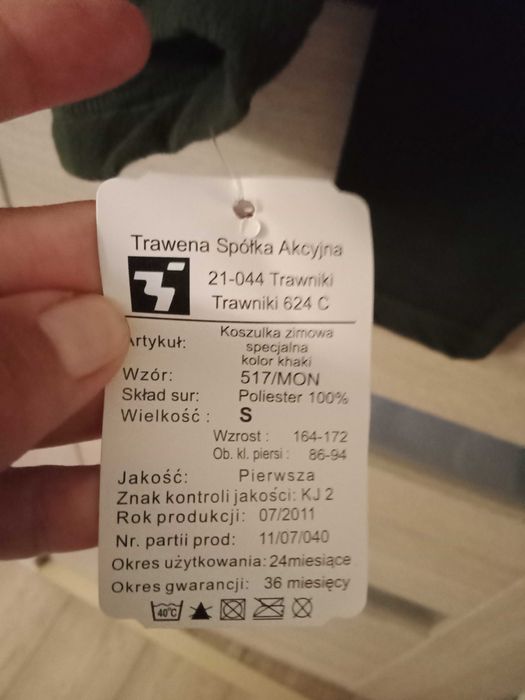 Trawena Spółka Akcyjna
21-044 Trawniki
Trawniki 624 C
Artykuł: Koszulka zimowa
specjalna
kolor khaki
Wzór: 517/MON
Skład sur: Poliester 100%
Wielkość : S
Wzrost : 164-172
Ob. kl. piersi : 86-94
Jakość: Pierwsza
Znak kontroli jakości: KJ 2
Rok produkcji: 07/2011
Nr. partii prod: 11/07/040
Okres użytkowania: 24miesiące
Okres gwarancji: 36 miesięcy
40°C